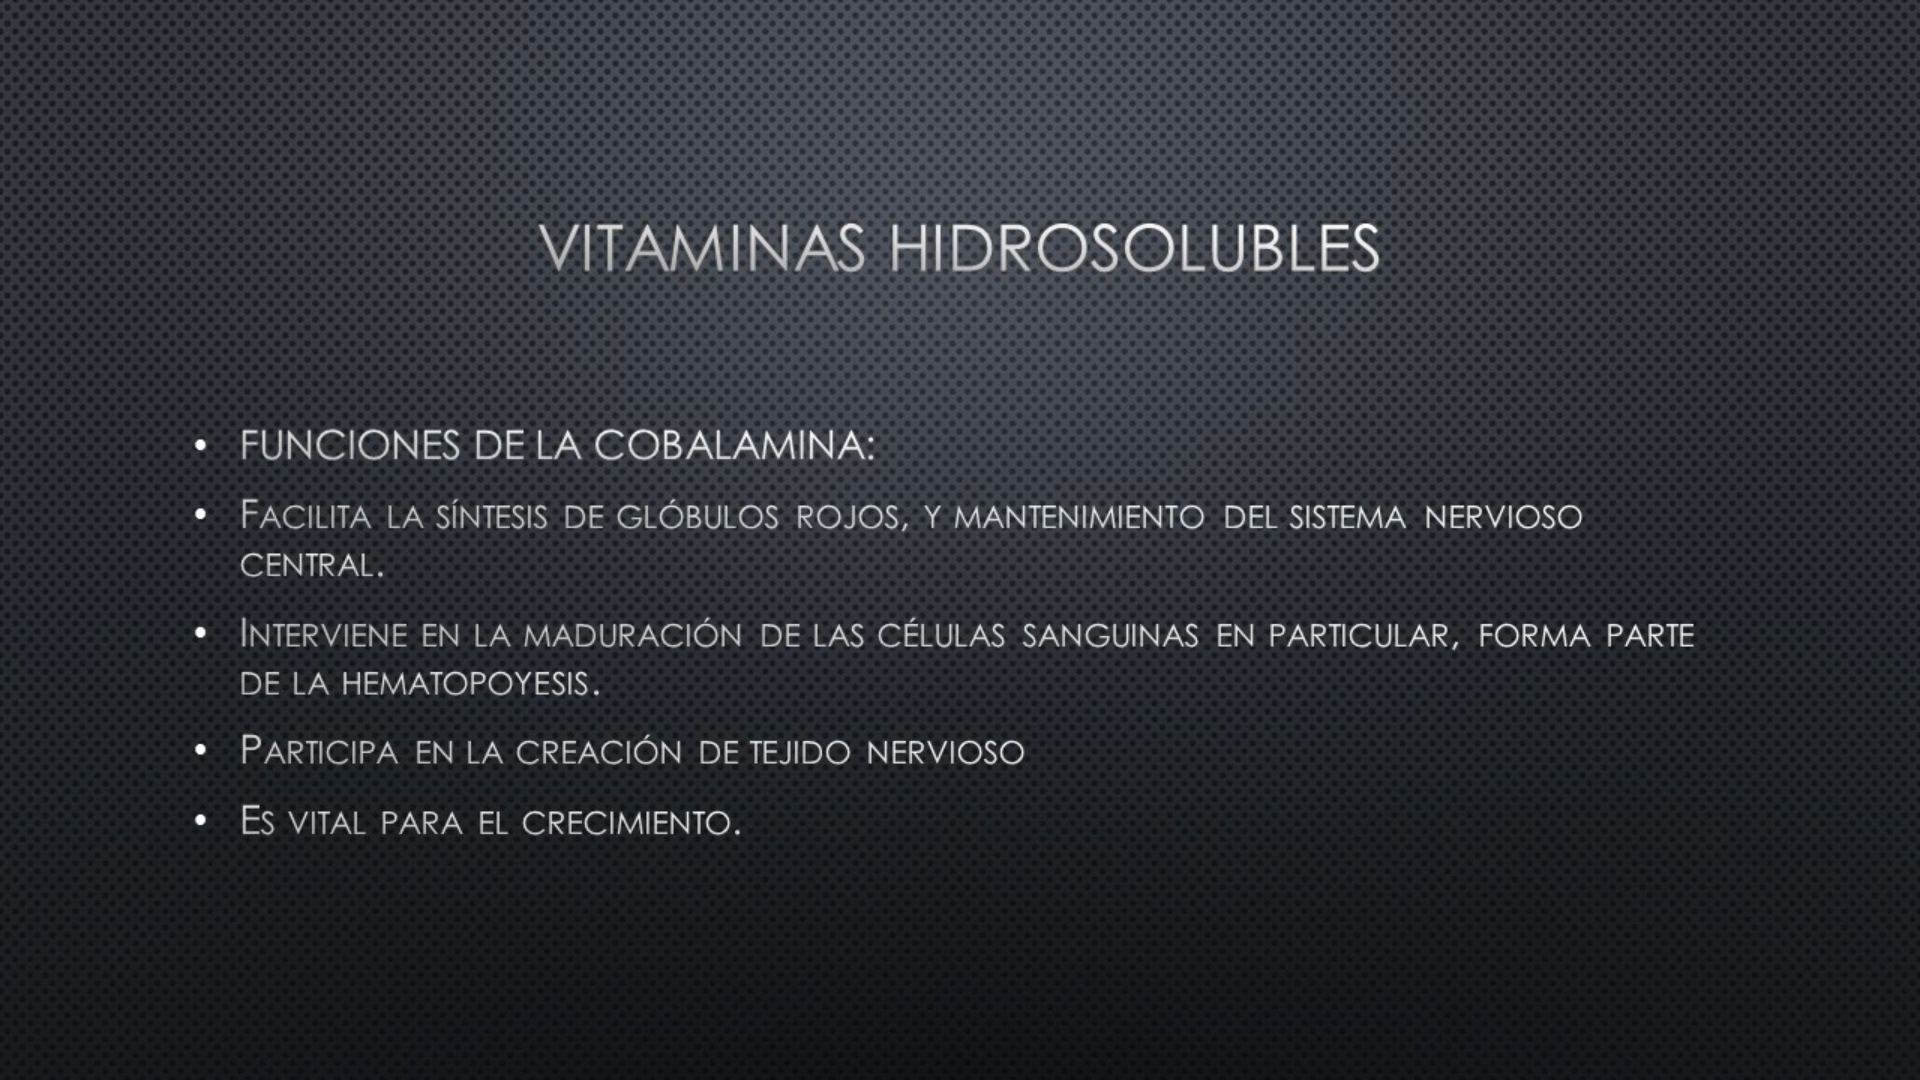 VITAMINAS HIDROSOLUBLES
• FUNCIONES DE LA COBALAMINA:
• FACILITA LA SÍNTESIS DE GLÓBULOS ROJOS, Y MANTENIMIENTO DEL SISTEMA NERVIOSO
CENTRAL.
• INTERVIENE EN LA MADURACIÓN DE LAS CÉLULAS SANGUINAS EN PARTICULAR, FORMA PARTE
DE LA HEMATOPOYESIS.
• PARTICIPA EN LA CREACIÓN DE TEJIDO NERVIOSO
• ES VITAL PARA EL CRECIMIENTO.